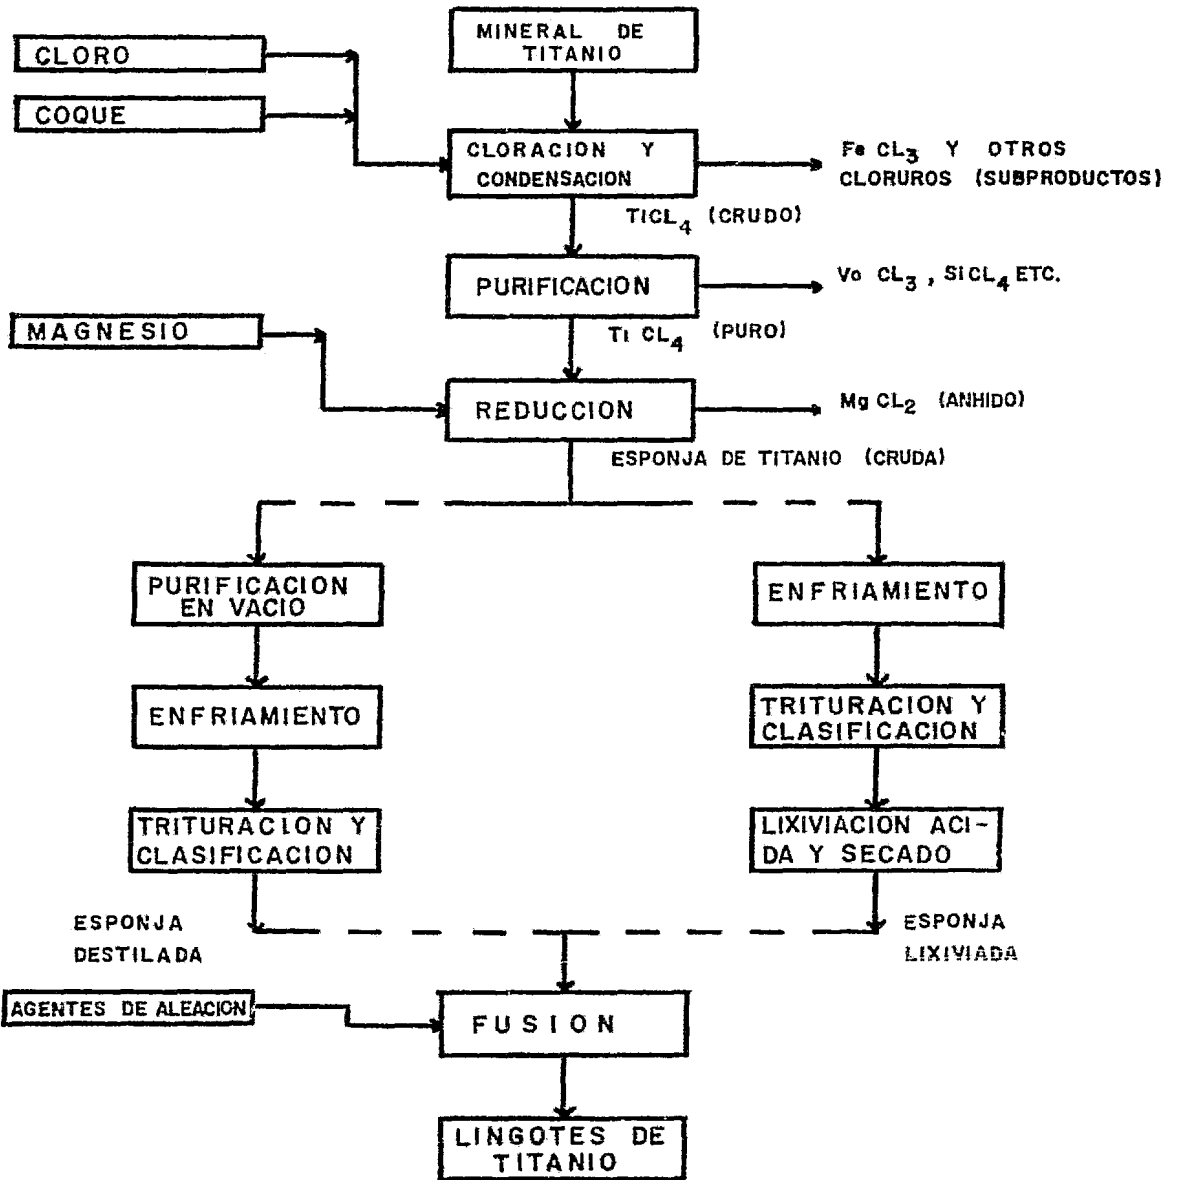 MINERAL DE
TITANIO
CLORO
COQUE
CLORACION Y
CONDENSACION
Fe CL3 Y OTROS
CLORUROS (SUBPRODUCTOS)
TiCL4 (CRUDO)
PURIFICACION
Vo CL3, SiCL4 ETC.
MAGNESIO
Ti CL4 (PURO)
REDUCCION
Mg CL2 (ANHIDO)
ESPONJA DE TITANIO (CRUDA)
PURIFICACION
EN VACIO
ENFRIAMIENTO
ENFRIAMIENTO
TRITURACION Y
CLASIFICACION
TRITURACION Y
CLASIFICACION
LIXIVIACION ACI-
DA Y SECADO
ESPONJA
DESTILADA
ESPONJA
LIXIVIADA
AGENTES DE ALEACION
FUSION
LINGOTES DE
TITANIO